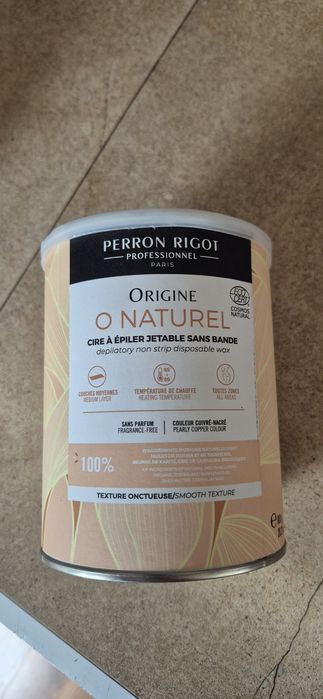 PERRON RIGOT
PROFESSIONNEL
PARIS
ECO
CERT
COSMOS
NATURAL
ORIGINE
O NATUREL
CIRE À ÉPILER JETABLE SANS BANDE
depilatory non strip disposable wax
COUCHES MOYENNES
MEDIUM LAYER
TEMPÉRATURE DE CHAUFFE
HEATING TEMPERATURE
TOUTES ZONES
ALL AREAS
SANS PARFUM
FRAGRANCE-FREE
COULEUR CUIVRÉ-NACRÉ
PEARLY COPPER COLOUR
100%
TEXTURE ONCTUEUSE/SMOOTH TEXTURE